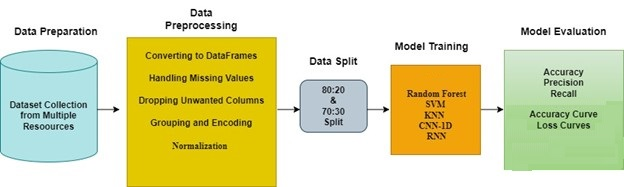 Data Preparation
Dataset Collection
from Multiple
Resources
Data
Preprocessing
Converting to DataFrames
Handling Missing Values
Dropping Unwanted Columns
Grouping and Encoding
Normalization
Data Split
80:20
&
70:30
Split
Model Training
Random Forest
SVM
KNN
CNN-1D
RNN
Model Evaluation
Accuracy
Precision
Recall
Accuracy Curve
Loss Curves